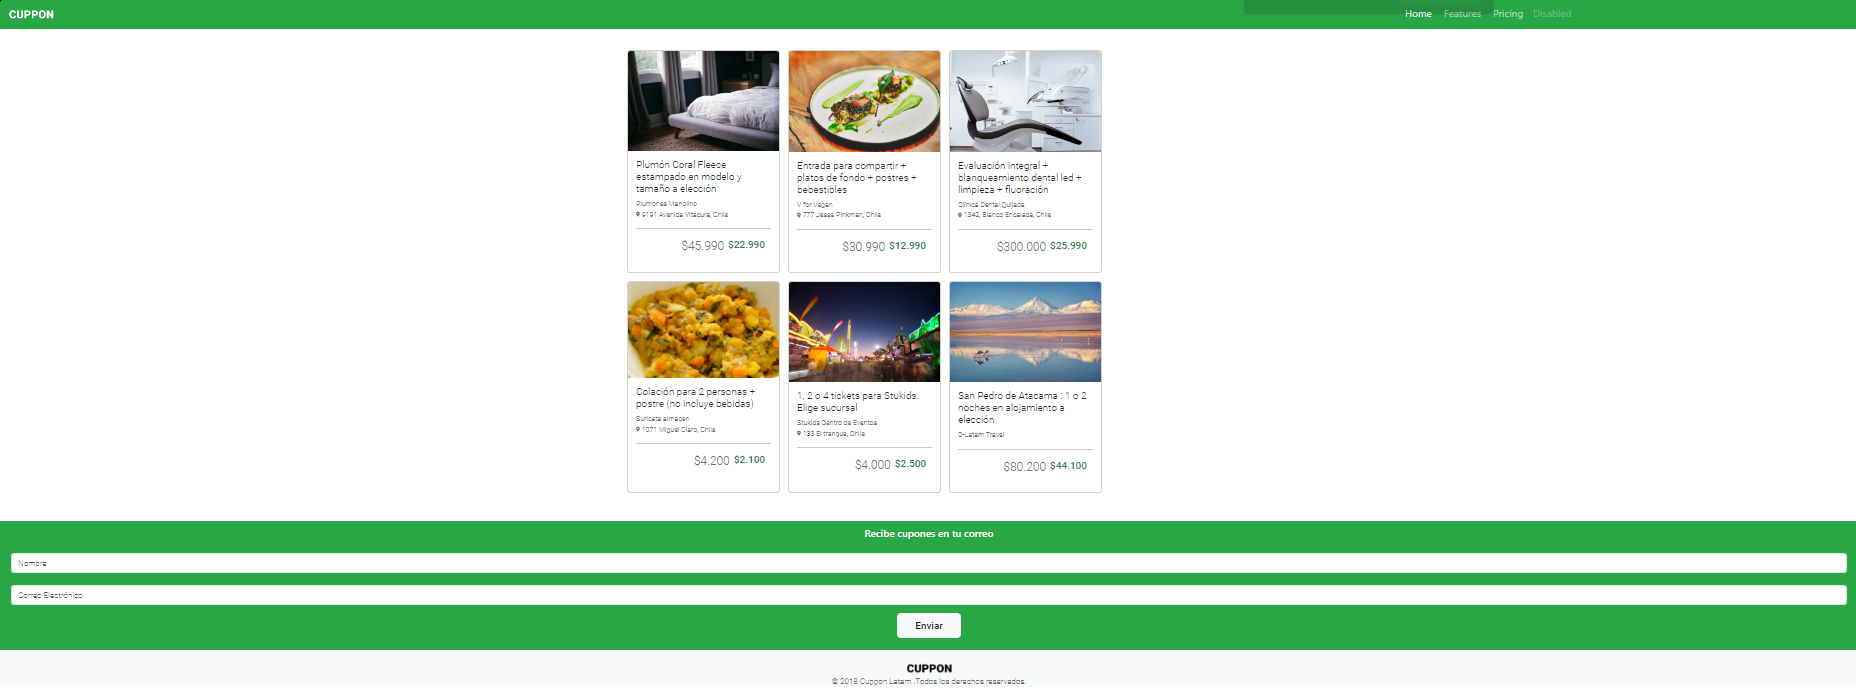 CUPPON
Home Features Pricing Disabled
Plumón Coral Fleece
estampado en modelo y
tamaño a elección
Plumones Manolino
9191 Avenida Vitacura, Chile
$45.990 $22.990
Entrada para compartir +
platos de fondo + postres +
bebestibles
V for Vegan
777 Jesse Pinkman, Chile
$30.990 $12.990
Evaluación integral +
blanqueamiento dental led +
limpieza + fluoración
Clínica Dental Quijada
1342, Blanco Encalada, Chile
$300.000 $25.990
Colación para 2 personas +
postre (no incluye bebidas)
Suricata almacen
1071 Miguel Claro, Chile
$4.200 $2.100
1, 2 o 4 tickets para Stukids.
Elige sucursal
Stukids Centro de Eventos
133 El tranque, Chile.
$4.000 $2.500
San Pedro de Atacama : 1 o 2
noches en alojamiento a
elección
D-Latam Travel
$80.200 $44.100
Recibe cupones en tu correo
Nombre
Correo Electrónico
Enviar
CUPPON
© 2018 Cuppon Latam .Todos los derechos reservados.